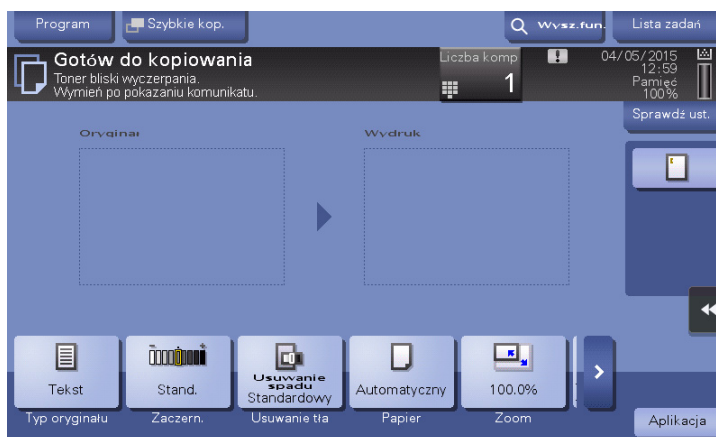 Program
Szybkie kop.
Wysz.fun.
Lista zadań
Gotów do kopiowania
Toner bliski wyczerpania.
Wymień po pokazaniu komunikatu.
Liczba komp
1
04/05/2015
12:59
Pamięć
100%
Sprawdź ust.
Oryginał
Wydruk
Tekst
Stand.
Usuwanie
spadu
Standardowy
Automatyczny
100.0%
Typ oryginału
Zaczern.
Usuwanie tła
Papier
Zoom
Aplikacja